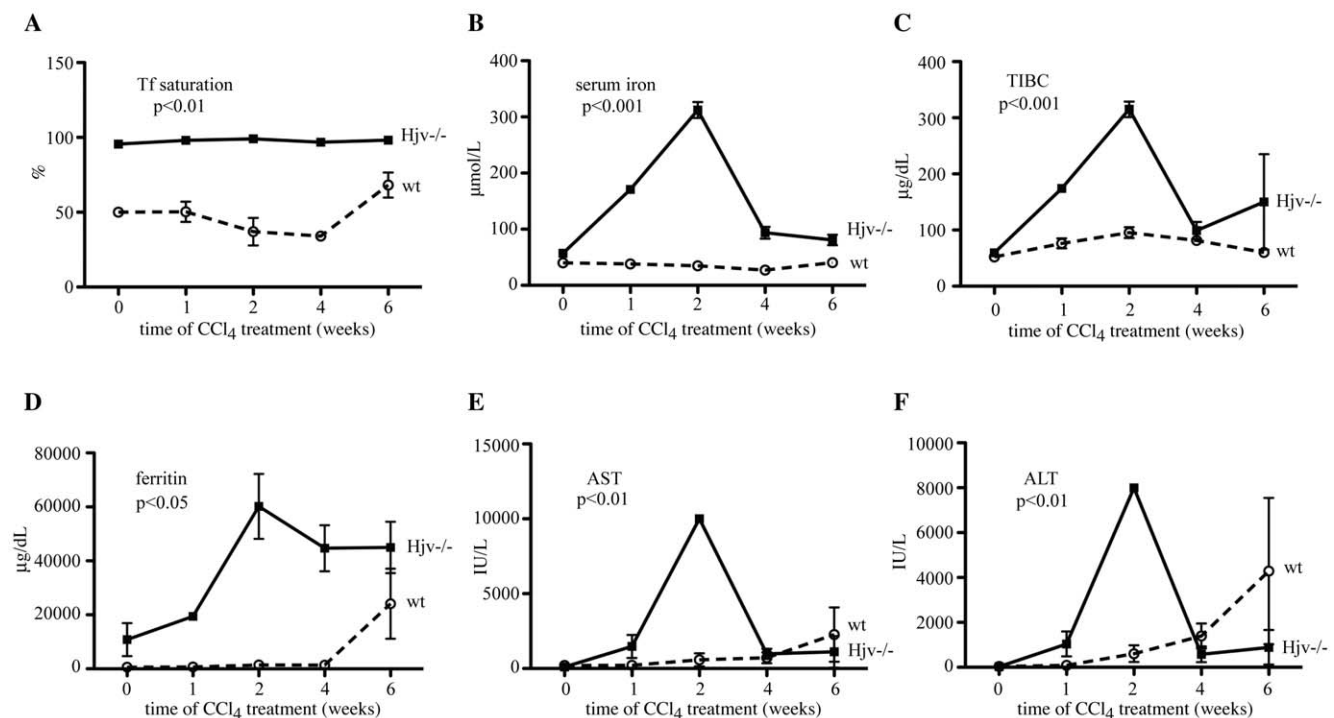 A
150
100
50
0
%
Tf saturation
p<0.01
Hjv-/-
wt
0 1 2 4 6
time of CCl4 treatment (weeks)
B
400
300
200
100
0
µmol/L
serum iron
p<0.001
Hjv-/-
wt
0 1 2 4 6
time of CCl4 treatment (weeks)
C
400
300
200
100
0
µg/dL
TIBC
p<0.001
Hjv-/-
wt
0 1 2 4 6
time of CCl4 treatment (weeks)
D
80000
60000
40000
20000
0
µg/dL
ferritin
p<0.05
Hjv-/-
wt
0 1 2 4 6
time of CCl4 treatment (weeks)
E
15000
10000
5000
0
IU/L
AST
p<0.01
wt
Hjv-/-
0 1 2 4 6
time of CCl4 treatment (weeks)
F
10000
8000
6000
4000
2000
0
IU/L
ALT
p<0.01
wt
Hjv-/-
0 1 2 4 6
time of CCl4 treatment (weeks)